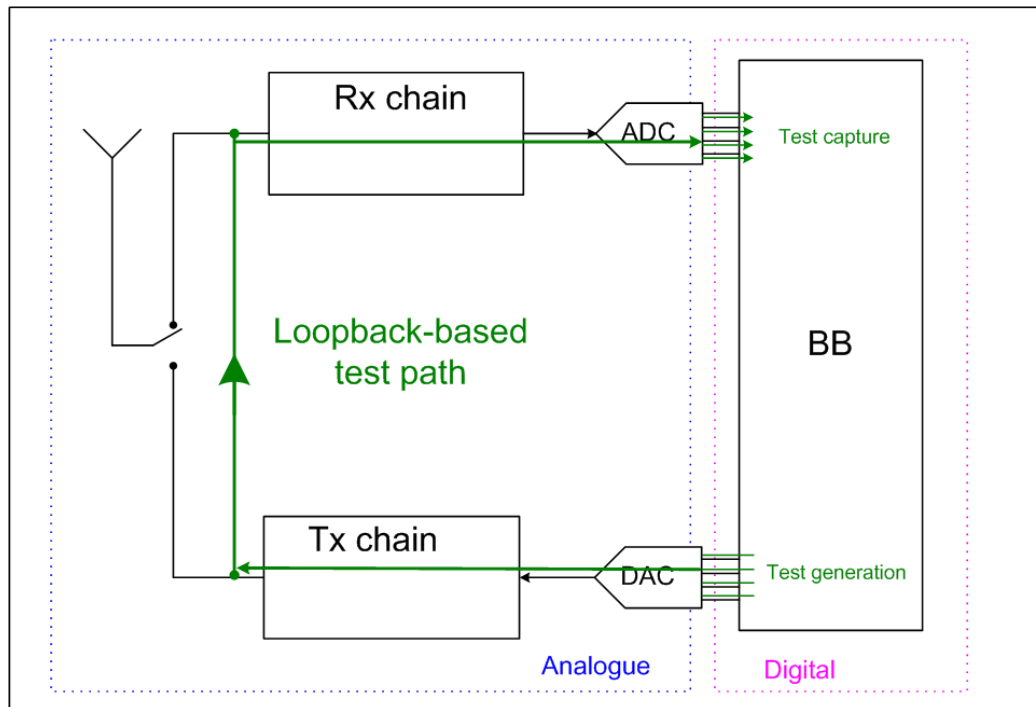 Rx chain
ADC
Test capture
Loopback-based
test path
BB
Tx chain
DAC
Test generation
Analogue
Digital